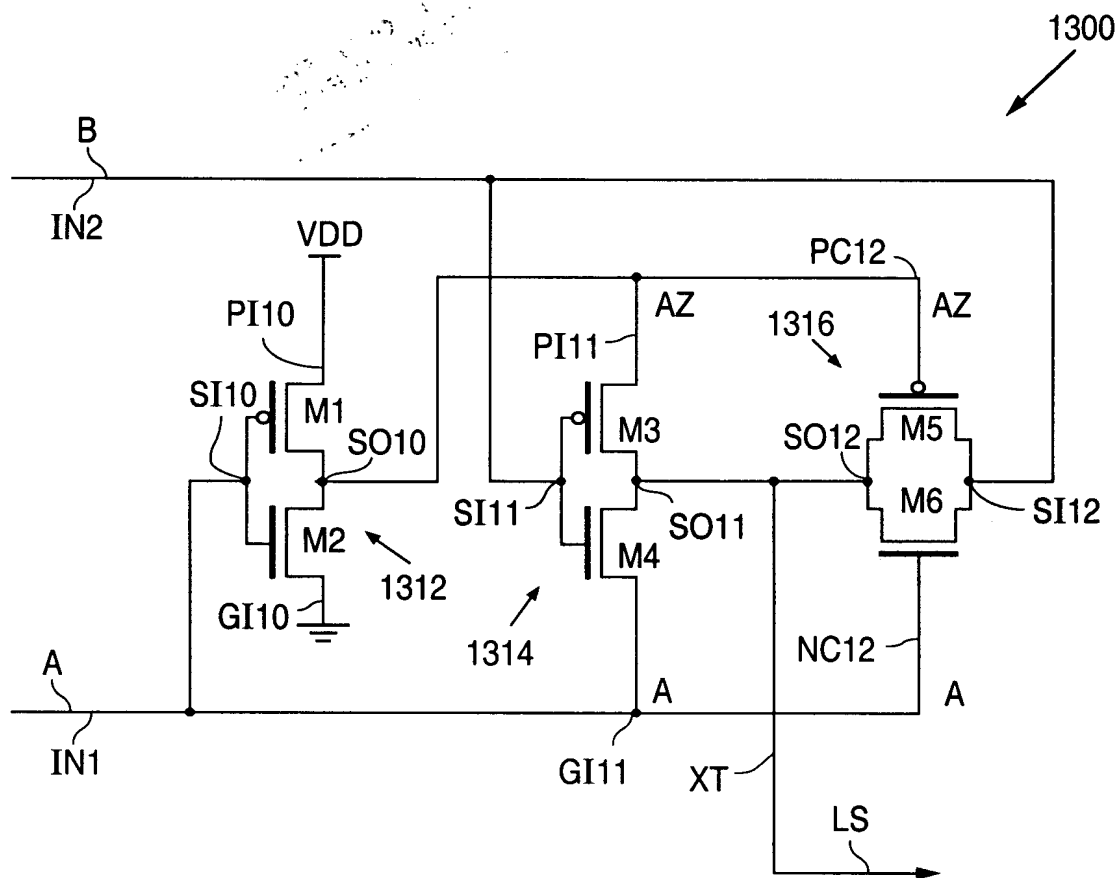 1300
B
IN2
VDD
PC12
AZ
AZ
PI10
PI11
1316
SI10
M1
M3
M5
SO10
SO12
M6
SI11
SO11
SI12
M2
M4
1312
GI10
1314
NC12
A
A
A
IN1
GI11
XT
LS